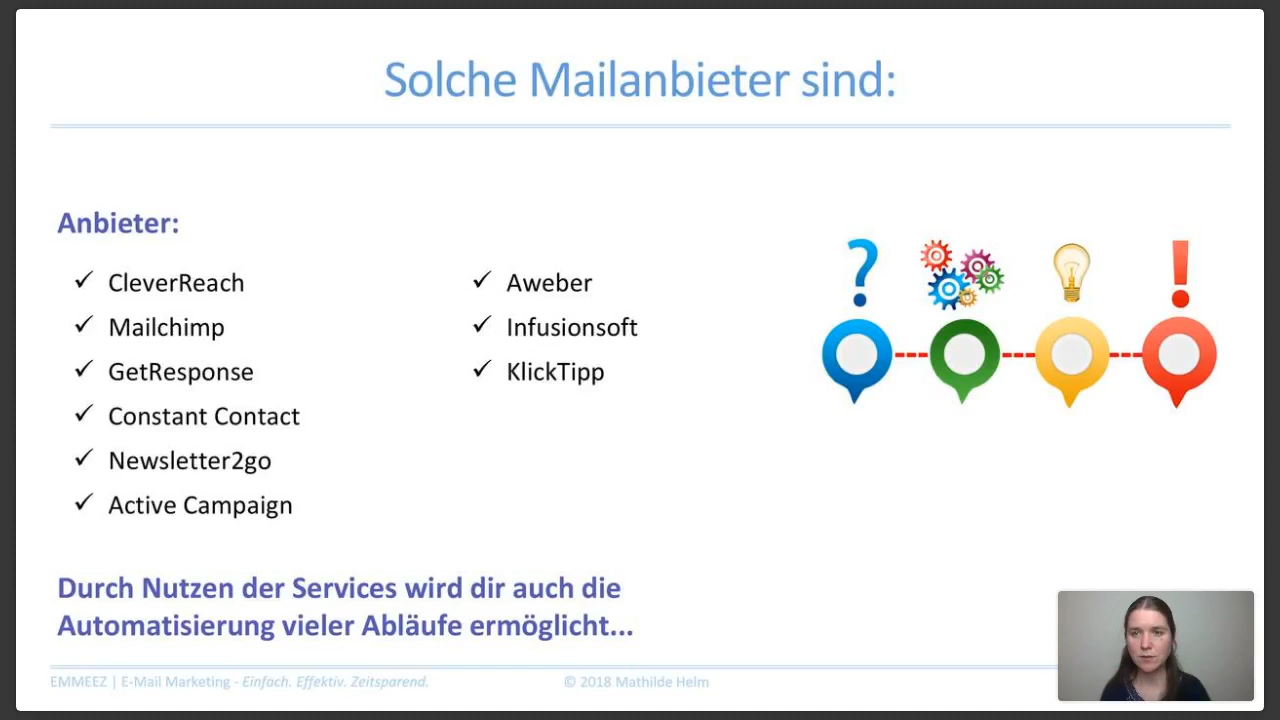 Solche Mailanbieter sind:
Anbieter:
CleverReach
Mailchimp
GetResponse
Constant Contact
Newsletter2go
Active Campaign
Aweber
Infusionsoft
KlickTipp
Durch Nutzen der Services wird dir auch die
Automatisierung vieler Abläufe ermöglicht...
EMMEEZ | E-Mail Marketing - Einfach. Effektiv. Zeitsparend.
© 2018 Mathilde Helm